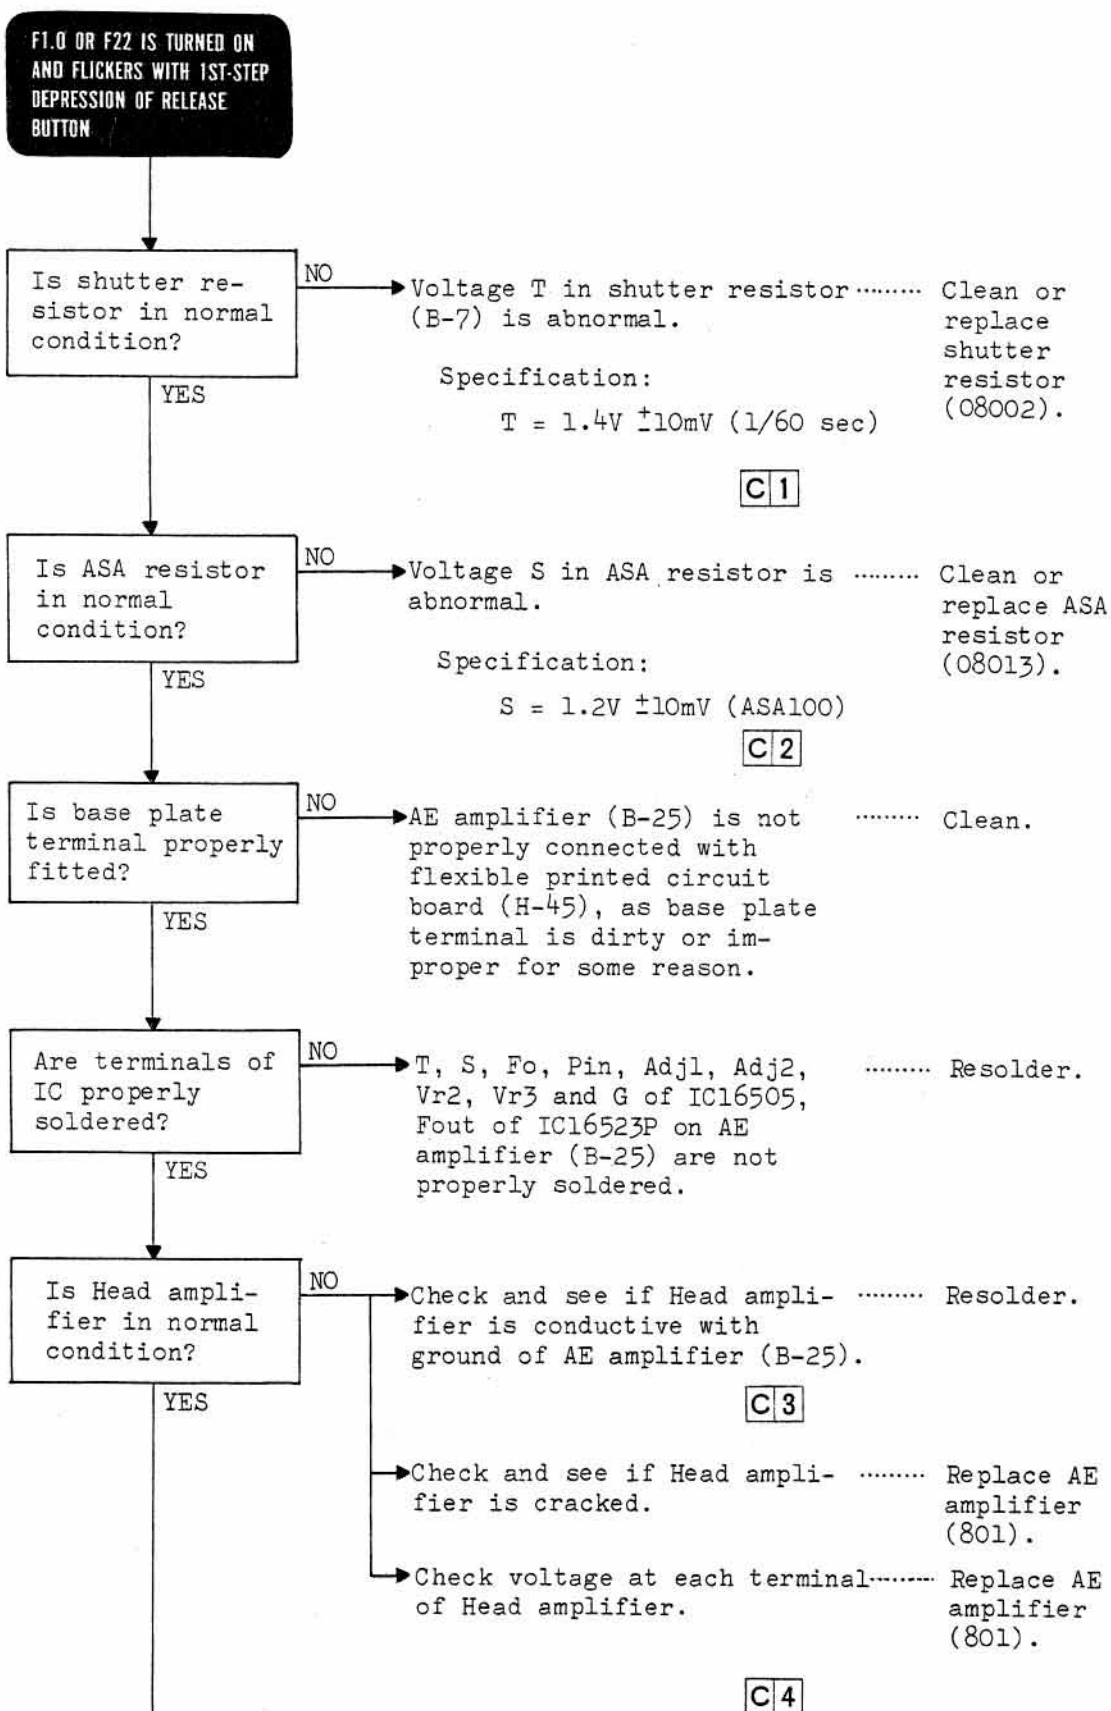 F1.0 OR F22 IS TURNED ON
AND FLICKERS WITH 1ST-STEP
DEPRESSION OF RELEASE
BUTTON
Is shutter re-
sistor in normal
condition?
NO
YES
Voltage T in shutter resistor ·········
(B-7) is abnormal.
Specification:
T = 1.4V ±10mV (1/60 sec)
Clean or
replace
shutter
resistor
(08002).
C 1
Is ASA resistor
in normal
condition?
NO
YES
Voltage S in ASA resistor is ·········
abnormal.
Specification:
S = 1.2V ±10mV (ASA100)
Clean or
replace ASA
resistor
(08013).
C 2
Is base plate
terminal properly
fitted?
NO
YES
AE amplifier (B-25) is not ·········
properly connected with
flexible printed circuit
board (H-45), as base plate
terminal is dirty or im-
proper for some reason.
Clean.
Are terminals of
IC properly
soldered?
NO
YES
T, S, Fo, Pin, Adj1, Adj2, ·········
Vr2, Vr3 and G of IC16505,
Fout of IC16523P on AE
amplifier (B-25) are not
properly soldered.
Resolder.
Is Head ampli-
fier in normal
condition?
NO
YES
Check and see if Head ampli- ·········
fier is conductive with
ground of AE amplifier (B-25).
Resolder.
C 3
Check and see if Head ampli- ·········
fier is cracked.
Replace AE
amplifier
(801).
Check voltage at each terminal·········
of Head amplifier.
Replace AE
amplifier
(801).
C 4